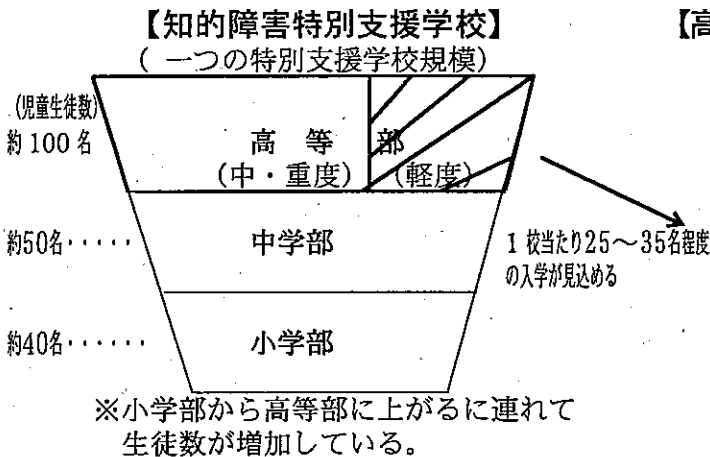 【知的障害特別支援学校】
【高
( 一つの特別支援学校規模)
(児童生徒数)
約100名
高等部
(中・重度) (軽度)
約50名・・・・・
中学部
1校当たり25～35名程度
の入学が見込める
約40名・・・・・・
小学部
※小学部から高等部に上がるに連れて
生徒数が増加している。